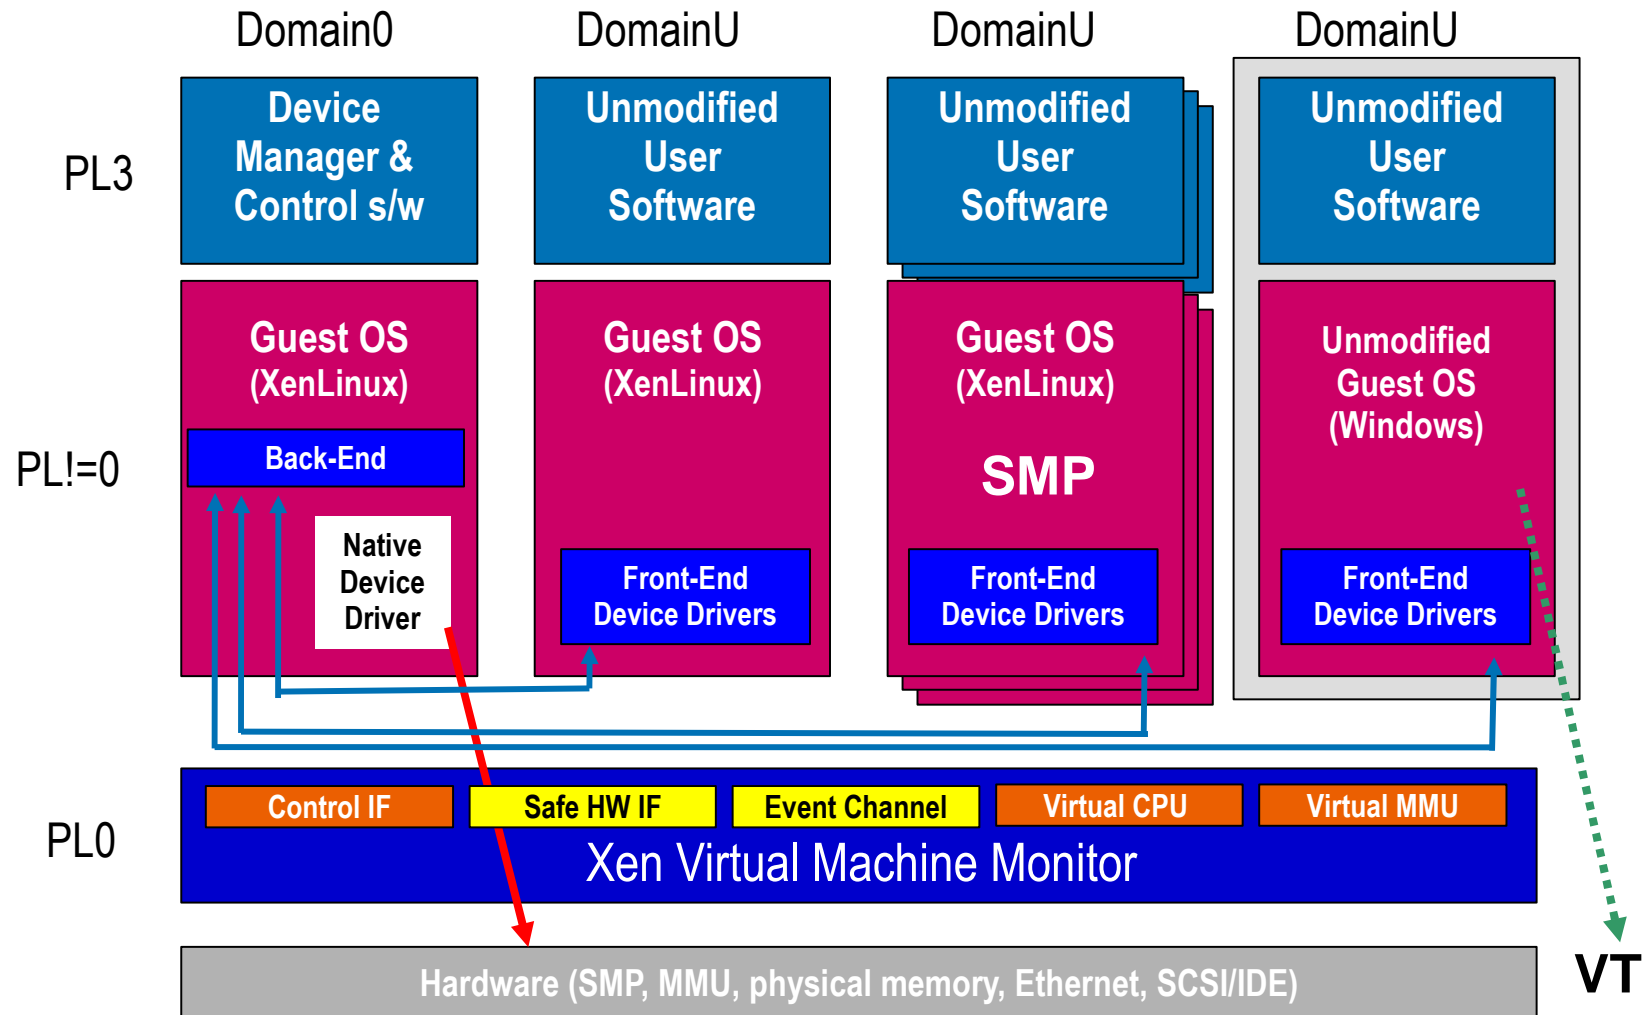 Domain0
DomainU
DomainU
DomainU
PL3
Device
Manager &
Control s/w
Unmodified
User
Software
Unmodified
User
Software
Unmodified
User
Software
PL!=0
Guest OS
(XenLinux)
Back-End
Native
Device
Driver
Guest OS
(XenLinux)
Front-End
Device Drivers
Guest OS
(XenLinux)
SMP
Front-End
Device Drivers
Unmodified
Guest OS
(Windows)
Front-End
Device Drivers
PL0
Control IF
Safe HW IF
Event Channel
Virtual CPU
Virtual MMU
Xen Virtual Machine Monitor
Hardware (SMP, MMU, physical memory, Ethernet, SCSI/IDE)
VT